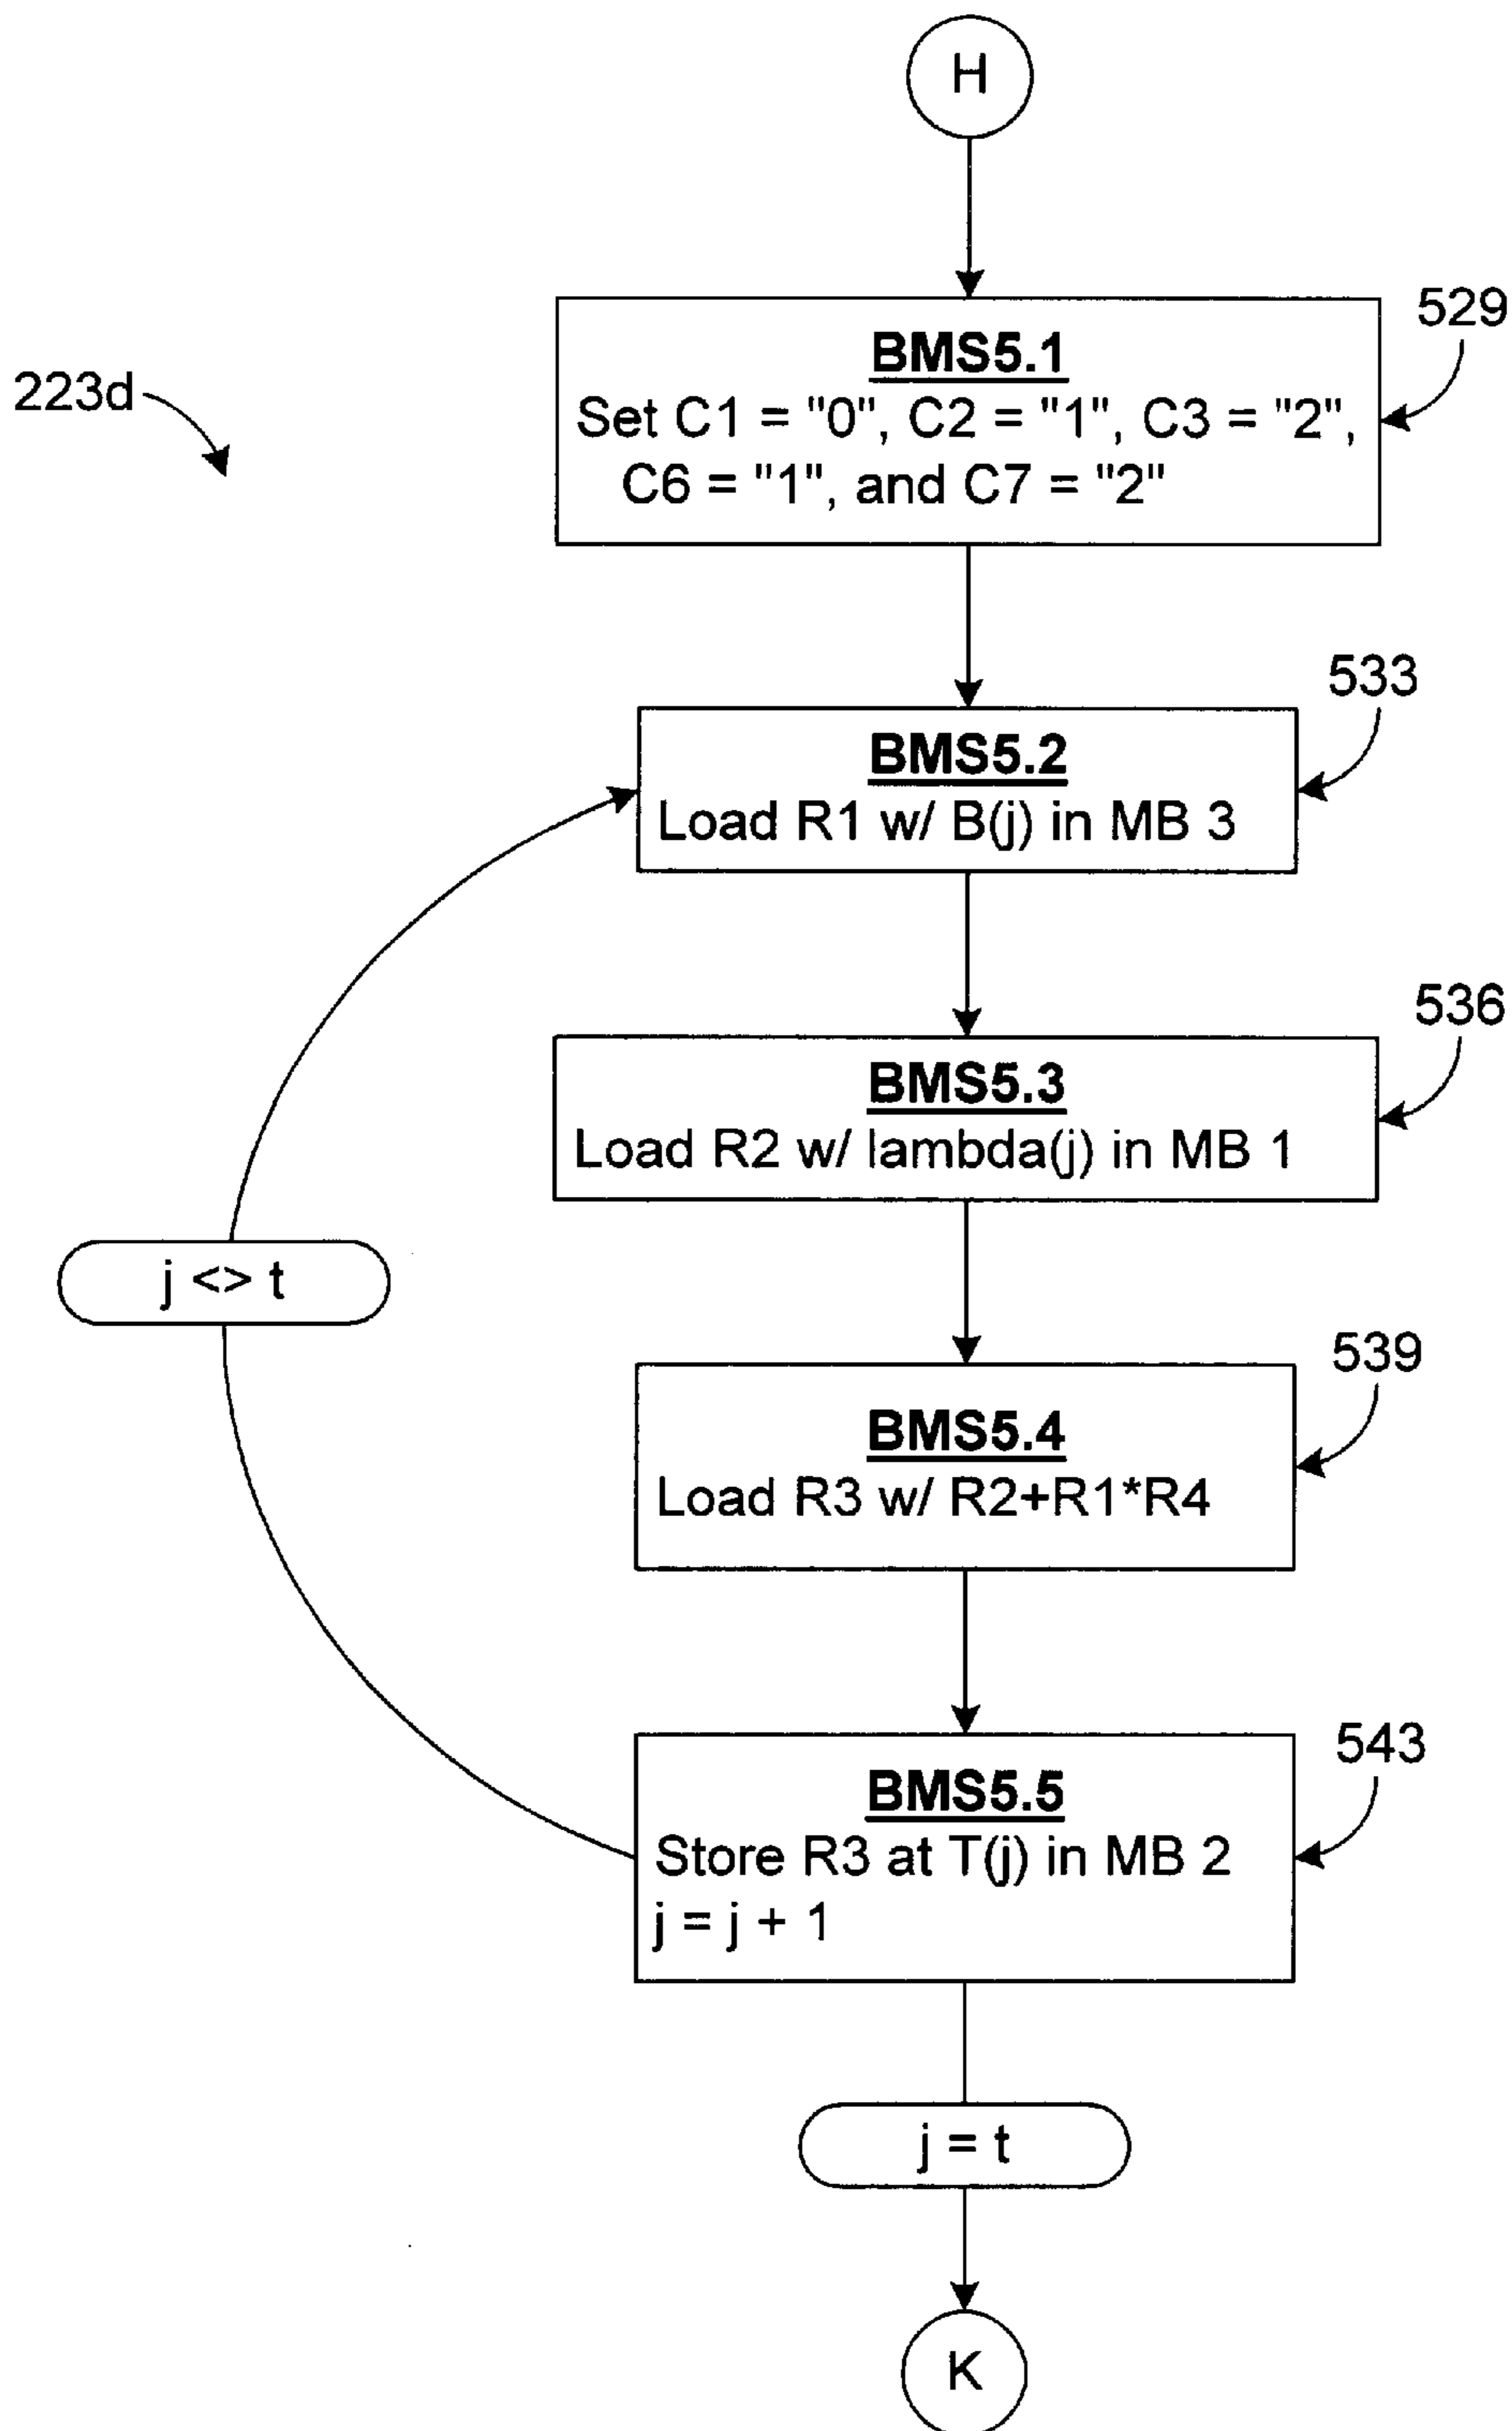 H
529
BMS5.1
Set C1 = "0", C2 = "1", C3 = "2",
C6 = "1", and C7 = "2"
223d
533
BMS5.2
Load R1 w/ B(j) in MB 3
536
BMS5.3
Load R2 w/ lambda(j) in MB 1
j <> t
539
BMS5.4
Load R3 w/ R2+R1*R4
543
BMS5.5
Store R3 at T(j) in MB 2
j = j + 1
j = t
K